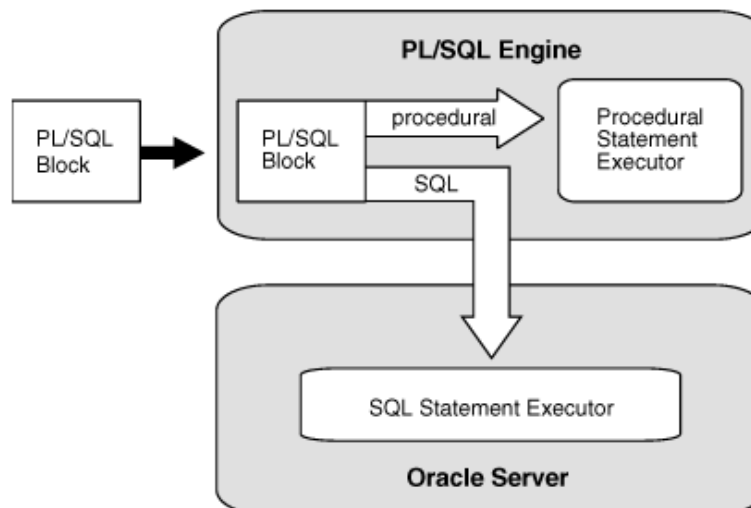 PL/SQL Engine
PL/SQL
Block
PL/SQL
Block
procedural
Procedural
Statement
Executor
SQL
SQL Statement Executor
Oracle Server